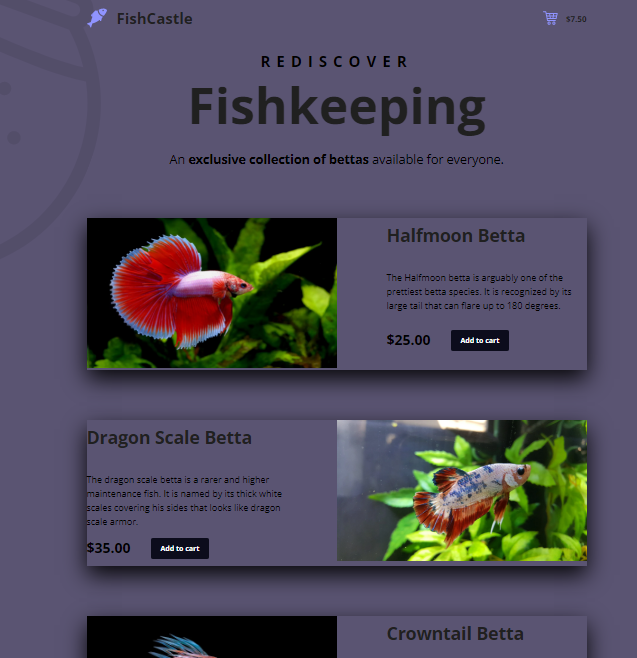 FishCastle
$7.50
REDISCOVER
Fishkeeping
An exclusive collection of bettas available for everyone.
Halfmoon Betta
The Halfmoon betta is arguably one of the
prettiest betta species. It is recognized by its
large tail that can flare up to 180 degrees.
$25.00
Add to cart
Dragon Scale Betta
The dragon scale betta is a rarer and higher
maintenance fish. It is named by its thick white
scales covering his sides that looks like dragon
scale armor.
$35.00
Add to cart
Crowntail Betta